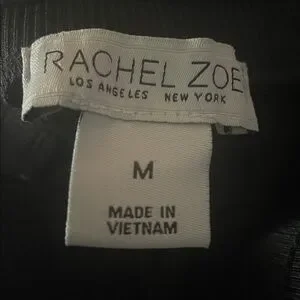 RACHEL ZOE
LOS ANGELES NEW YORK
M
MADE IN
VIETNAM